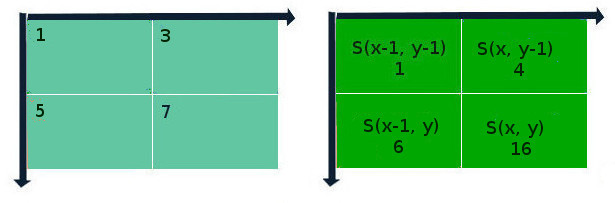 1
3
5
7
S(x-1, y-1)
1
S(x, y-1)
4
S(x-1, y)
6
S(x, y)
16